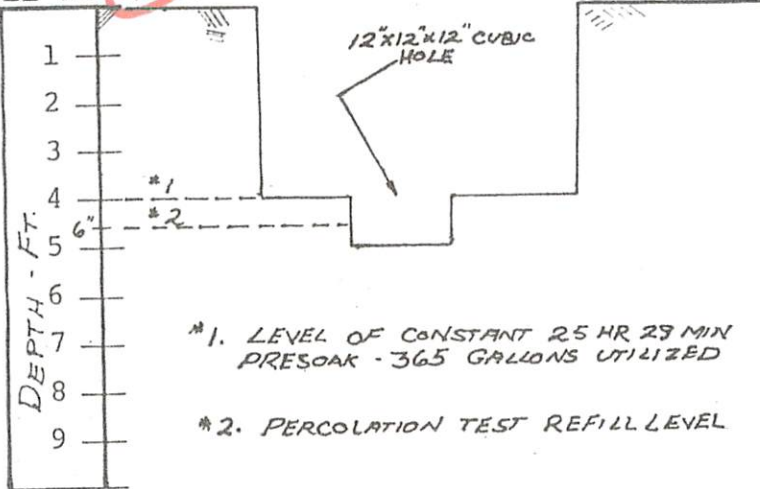 12"x12"x12" CUBIC
HOLE
1
2
3
*1
4
*2
6"
5
6
7
8
9
DEPTH - FT.
*1. LEVEL OF CONSTANT 25 HR 29 MIN
PRESOAK - 365 GALLONS UTILIZED
*2. PERCOLATION TEST REFILL LEVEL